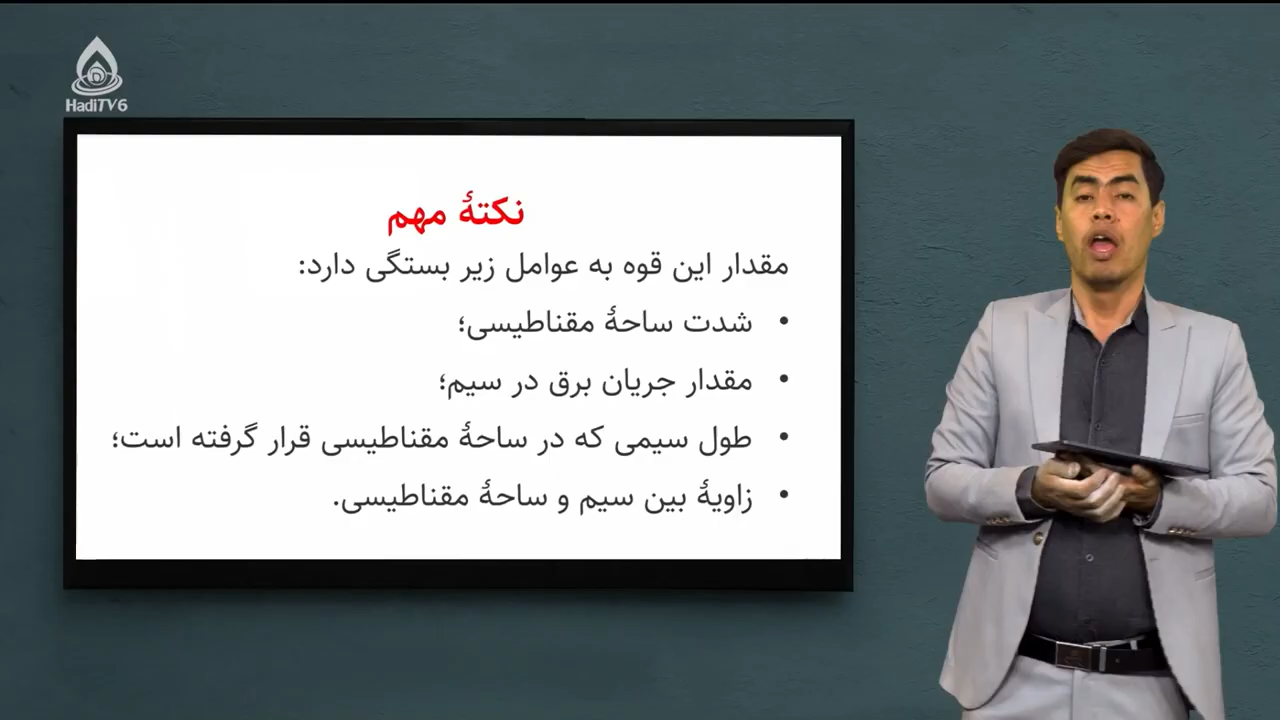 HadiTV6
نکتهٔ مهم
مقدار این قوه به عوامل زیر بستگی دارد:
• شدت ساحهٔ مقناطیسی؛
• مقدار جریان برق در سیم؛
• طول سیمی که در ساحهٔ مقناطیسی قرار گرفته است؛
• زاویهٔ بین سیم و ساحهٔ مقناطیسی.